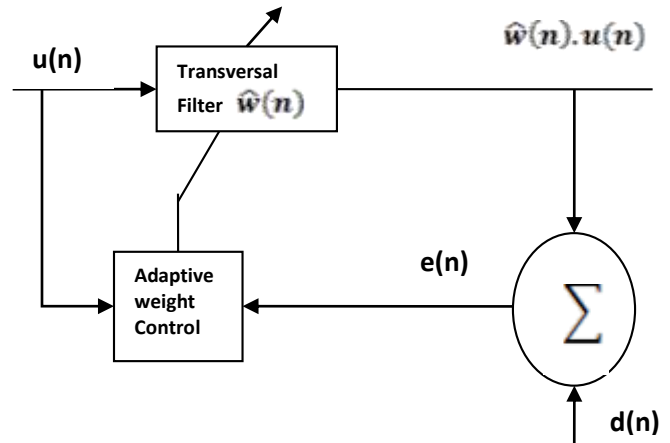 u(n)
Transversal
Filter ŵ(n)
ŵ(n).u(n)
Adaptive
weight
Control
e(n)
∑
d(n)